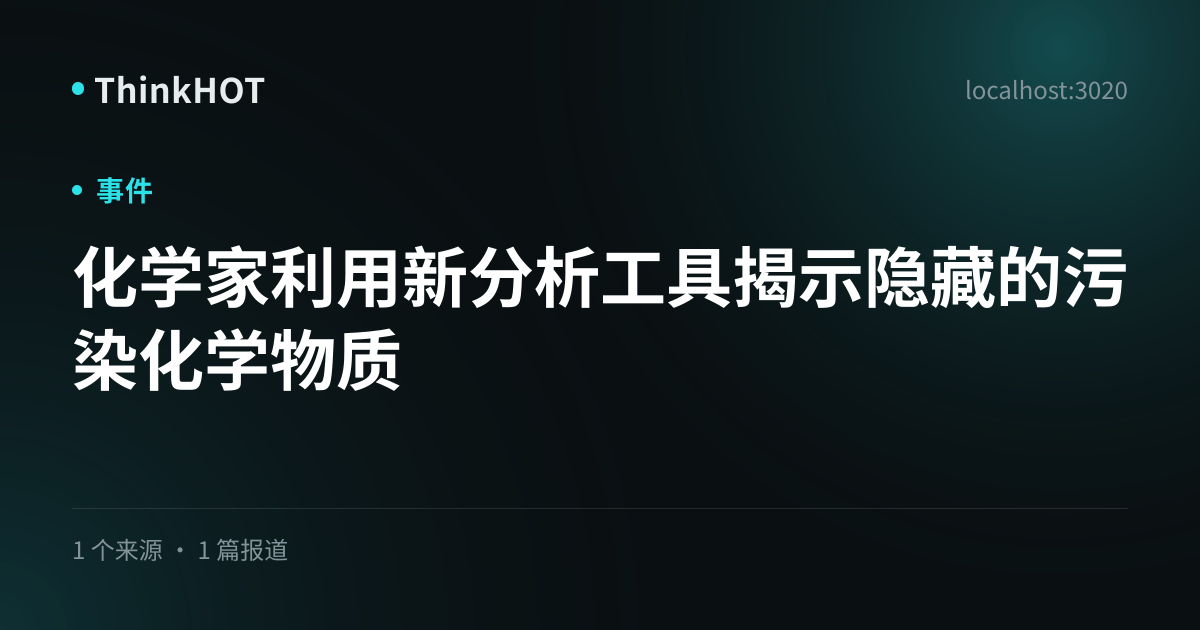 ThinkHOT
localhost:3020
事件
化学家利用新分析工具揭示隐藏的污
染化学物质
1 个来源 · 1 篇报道